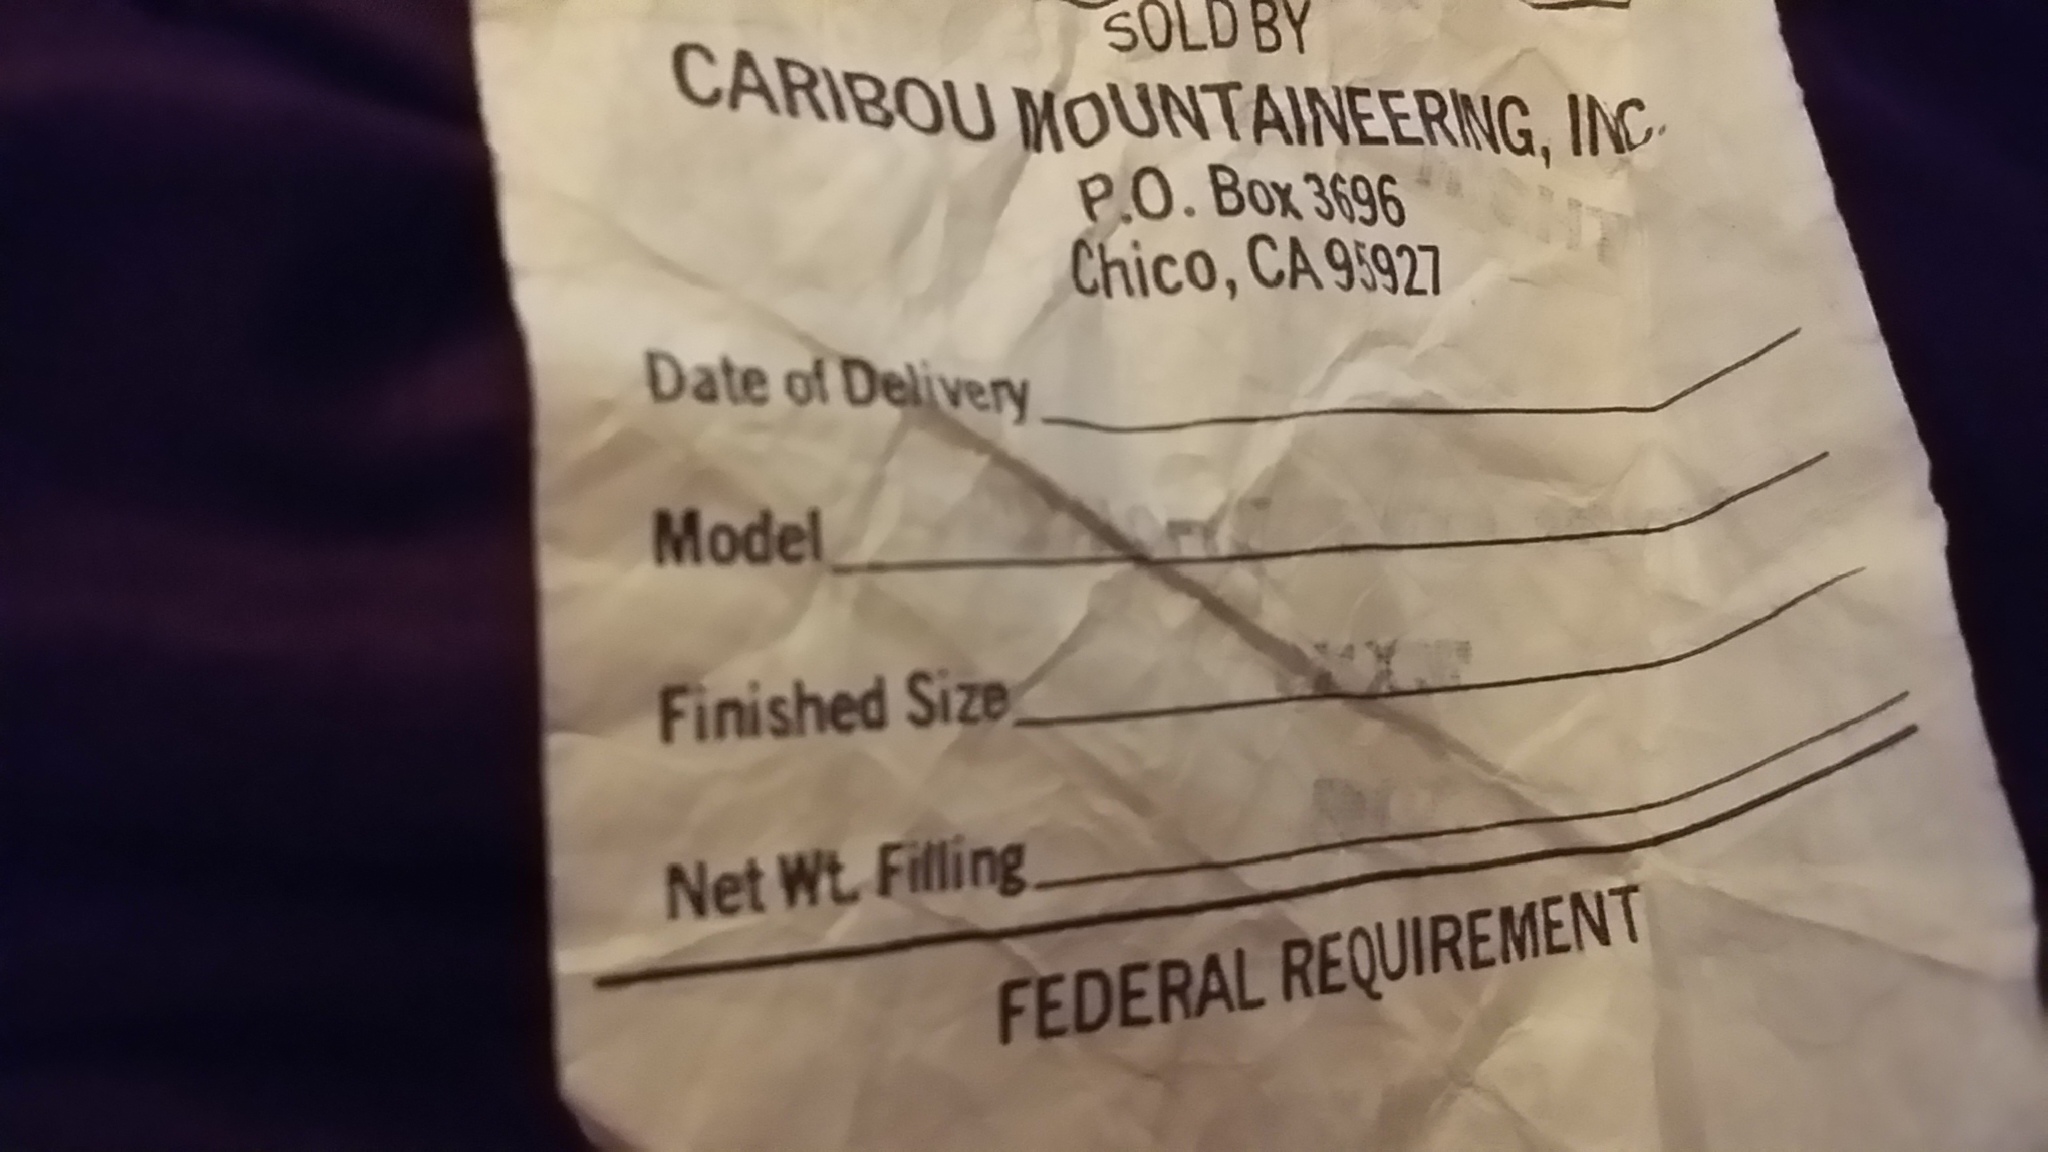 SOLD BY
CARIBOU MOUNTAINEERING, INC.
P.O. Box 3696
Chico, CA 95927
Date of Delivery
Model
Finished Size
Net Wt. Filling
FEDERAL REQUIREMENT